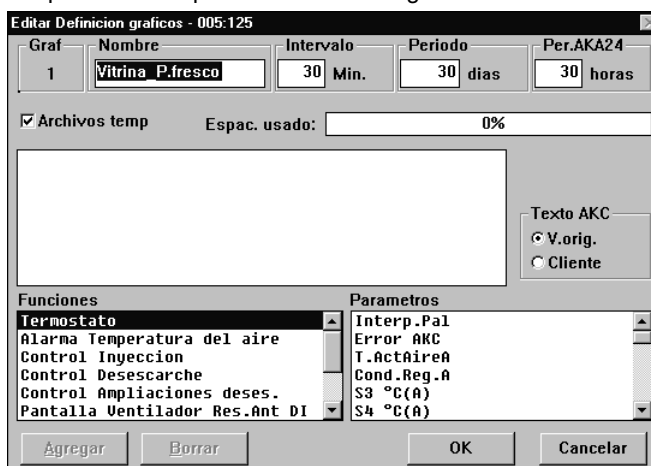 Editar Definicion graficos - 005:125
Graf Nombre Intervalo Periodo Per.AKA24
1 Vitrina_P.fresco 30 Min. 30 dias 30 horas
Archivos temp Espac. usado: 0%
Texto AKC
V.orig.
Cliente
Funciones Parametros
Termostato Interp.Pal
Alarma Temperatura del aire Error AKC
Control Inyeccion T.ActAireA
Control Desescarche Cond.Reg.A
Control Ampliaciones deses. S3 ºC(A)
Pantalla Ventilador Res.Ant DI S4 ºC(A)
Agregar Borrar OK Cancelar